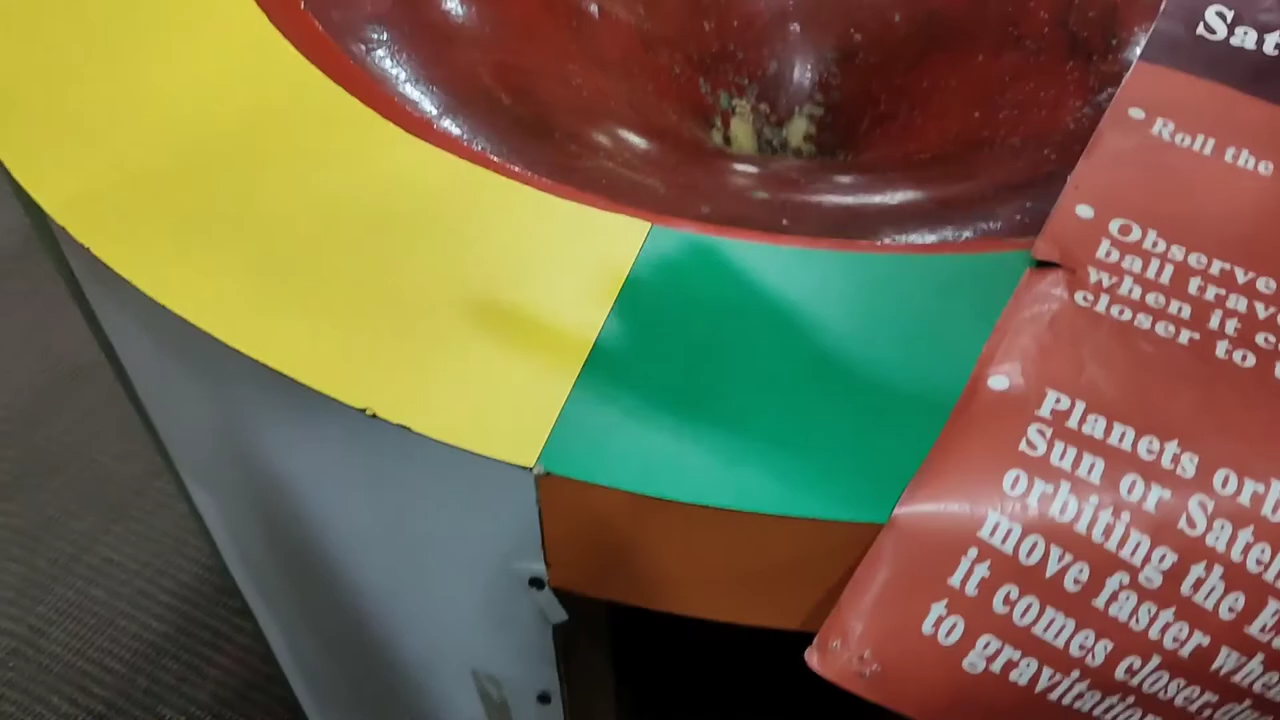 Sat
• Roll the
• Observe
ball trav
when it c
closer to
• Planets orb
Sun or Satel
orbiting the E
move faster whe
it comes closer, du
to gravitation